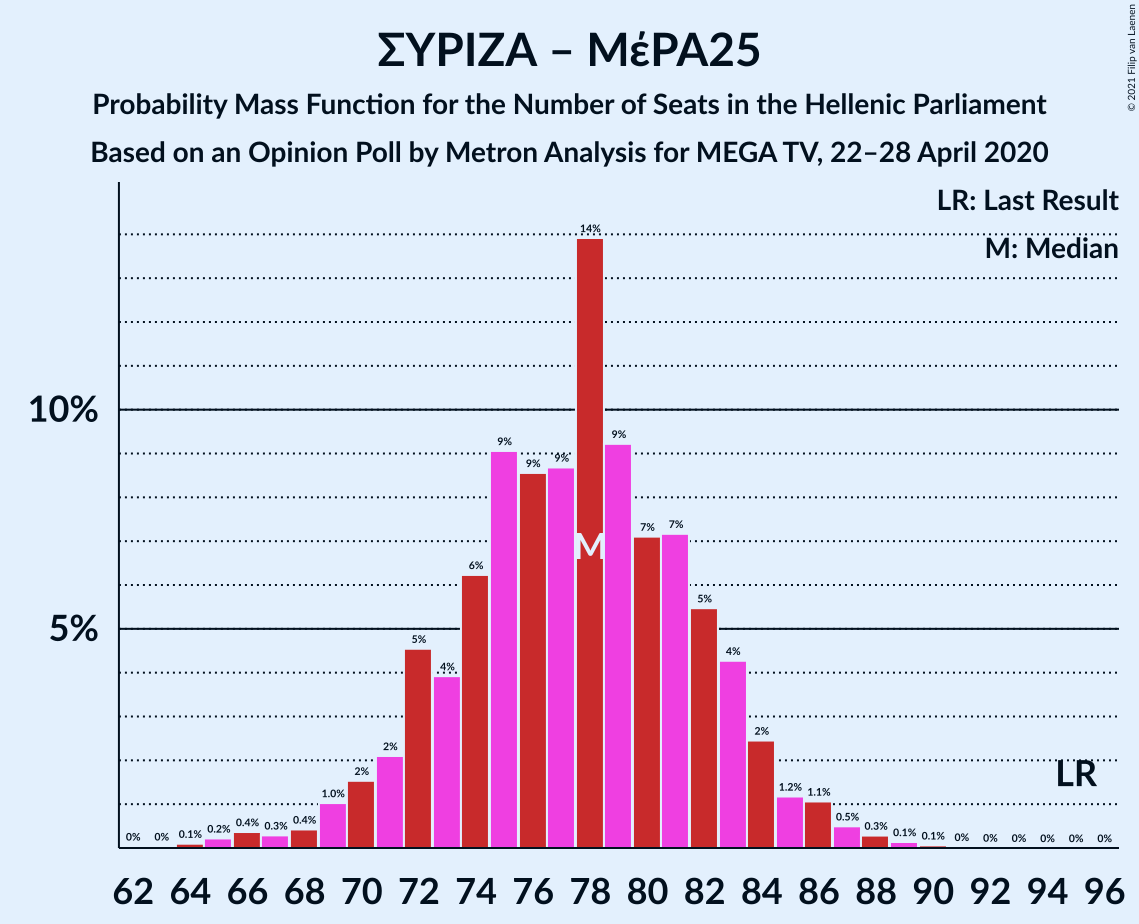 ΣΥΡΙΖΑ – ΜέΡΑ25
Probability Mass Function for the Number of Seats in the Hellenic Parliament
Based on an Opinion Poll by Metron Analysis for MEGA TV, 22–28 April 2020
© 2021 Filip van Laenen
LR: Last Result
M: Median
10%
5%
0% 0% 0.1% 0.2% 0.4% 0.3% 0.4% 1.0% 2% 2% 5% 4% 6% 9% 9% 9% 14% 9% 7% 7% 5% 4% 2% 1.2% 1.1% 0.5% 0.3% 0.1% 0.1% 0% 0% 0% 0% 0% 0%
M
LR
62 64 66 68 70 72 74 76 78 80 82 84 86 88 90 92 94 96